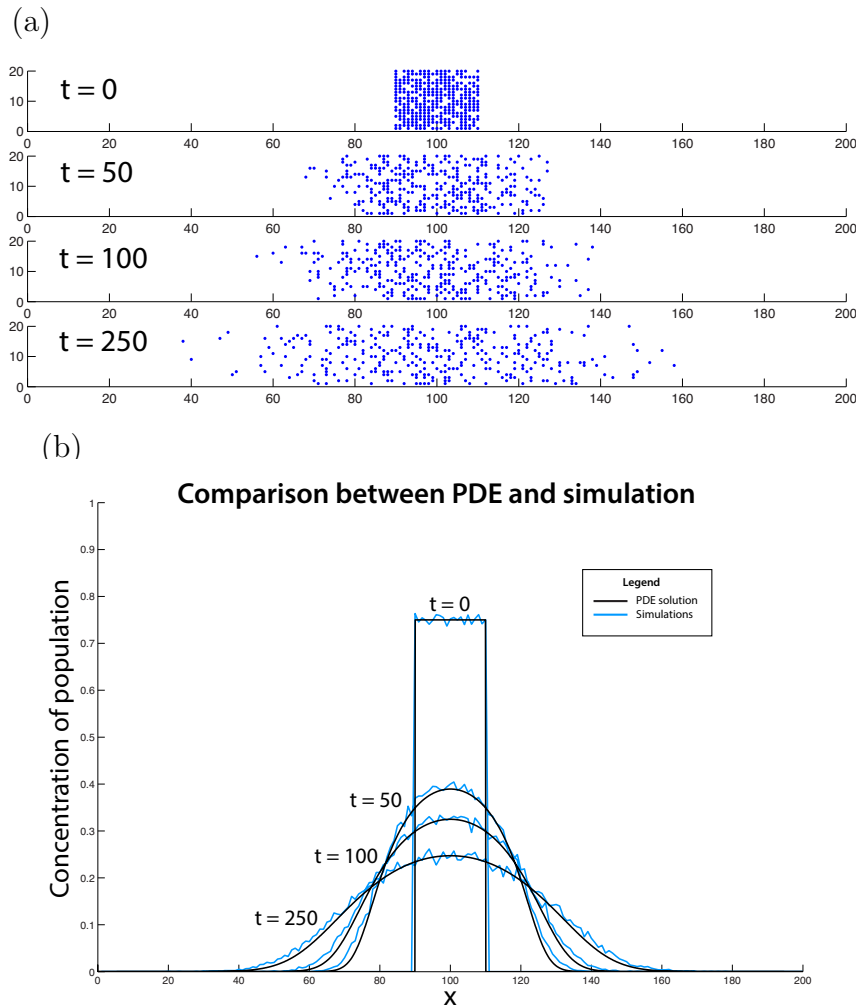 (a)
20
t = 0
10
0
0 20 40 60 80 100 120 140 160 180 200
20
t = 50
10
0
0 20 40 60 80 100 120 140 160 180 200
20
t = 100
10
0
0 20 40 60 80 100 120 140 160 180 200
20
t = 250
10
0
0 20 40 60 80 100 120 140 160 180 200
(b)
Comparison between PDE and simulation
1
0.9
0.8
0.7
0.6
0.5
0.4
0.3
0.2
0.1
0
Concentration of population
Legend
PDE solution
Simulations
t = 0
t = 50
t = 100
t = 250
0 20 40 60 80 100 120 140 160 180 200
x